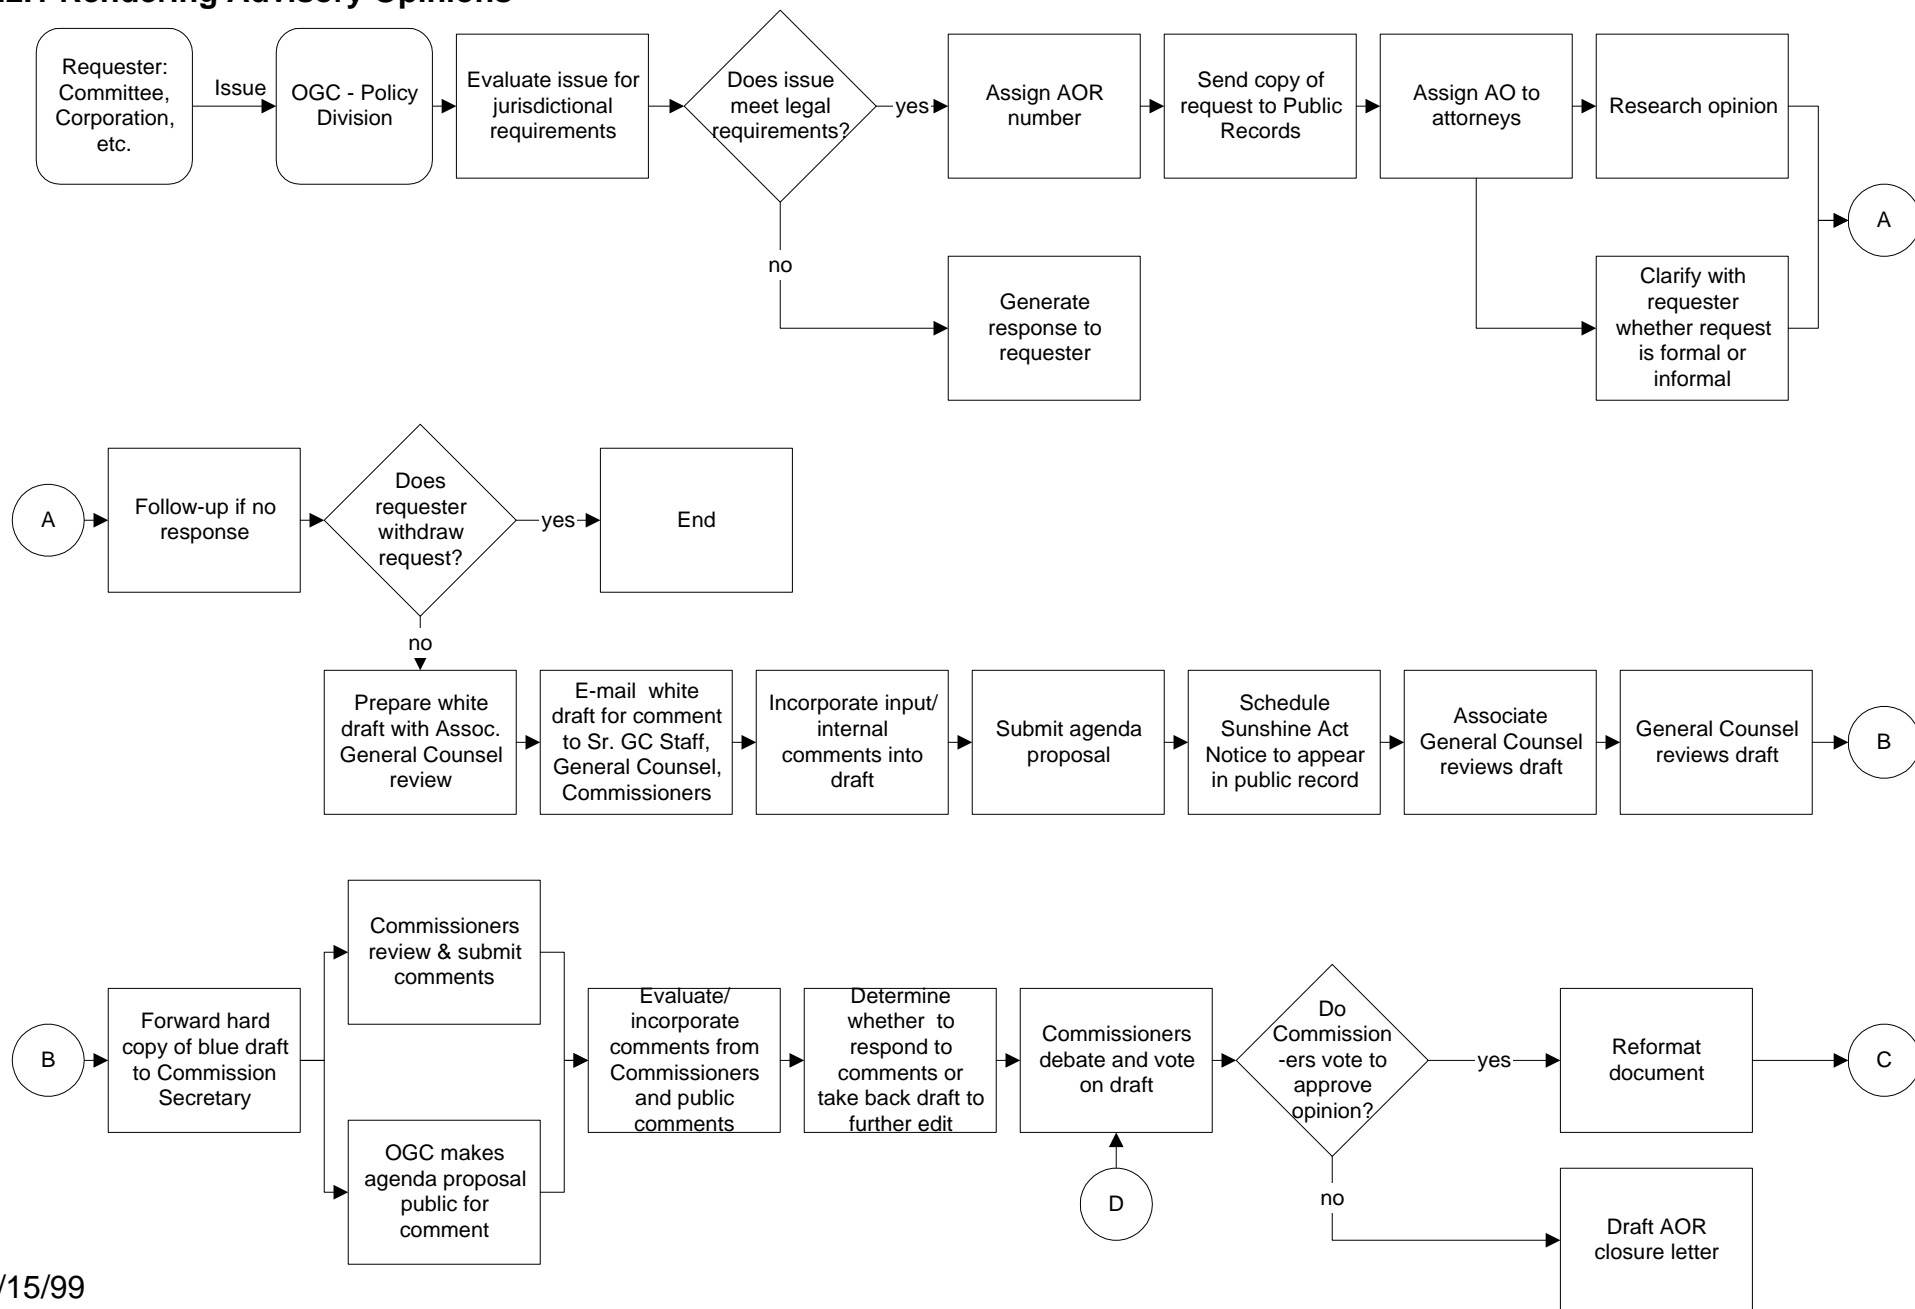 Rendering Advisory Opinions
Requester:
Committee,
Corporation,
etc.
Issue
OGC - Policy
Division
Evaluate issue for
jurisdictional
requirements
Does issue
meet legal
requirements?
yes
Assign AOR
number
Send copy of
request to Public
Records
Assign AO to
attorneys
Research opinion
A
no
Generate
response to
requester
Clarify with
requester
whether request
is formal or
informal
A
Follow-up if no
response
Does
requester
withdraw
request?
yes
End
no
Prepare white
draft with Assoc.
General Counsel
review
E-mail white
draft for comment
to Sr. GC Staff,
General Counsel,
Commissioners
Incorporate input/
internal
comments into
draft
Submit agenda
proposal
Schedule
Sunshine Act
Notice to appear
in public record
Associate
General Counsel
reviews draft
General Counsel
reviews draft
B
B
Forward hard
copy of blue draft
to Commission
Secretary
Commissioners
review & submit
comments
OGC makes
agenda proposal
public for
comment
Evaluate/
incorporate
comments from
Commissioners
and public
comments
Determine
whether to
respond to
comments or
take back draft to
further edit
Commissioners
debate and vote
on draft
D
Do
Commission
-ers vote to
approve
opinion?
yes
Reformat
document
C
no
Draft AOR
closure letter
/15/99